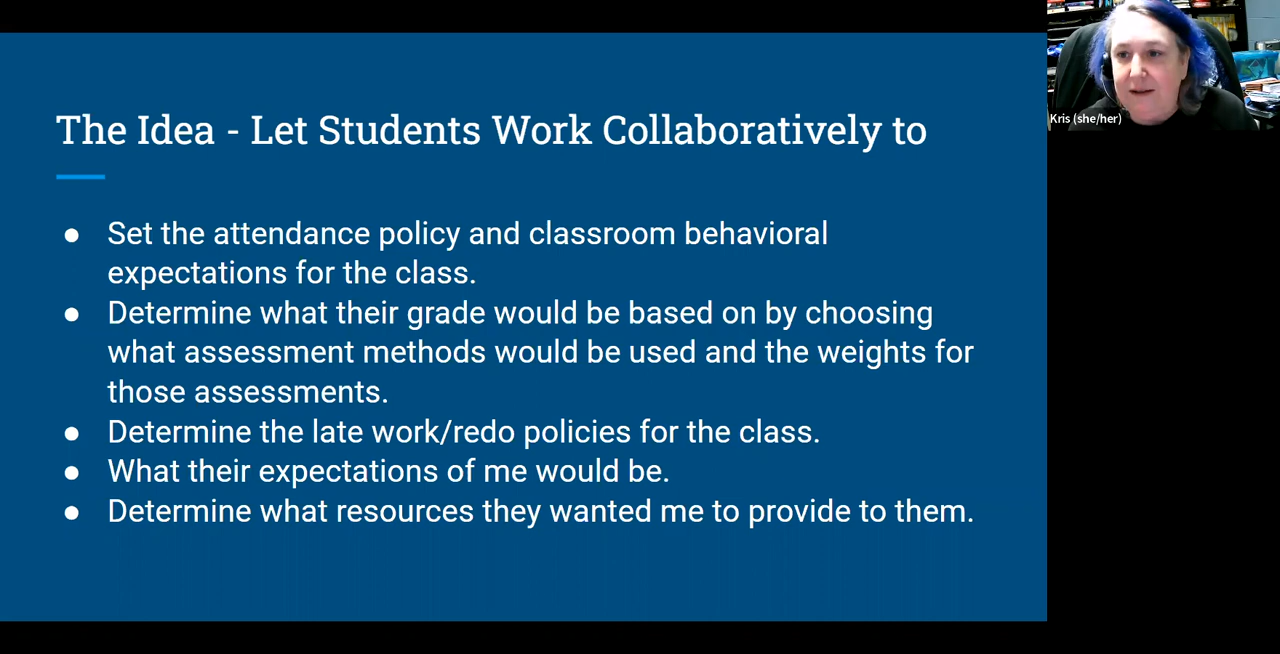 The Idea - Let Students Work Collaboratively to
● Set the attendance policy and classroom behavioral
expectations for the class.
● Determine what their grade would be based on by choosing
what assessment methods would be used and the weights for
those assessments.
● Determine the late work/redo policies for the class.
● What their expectations of me would be.
● Determine what resources they wanted me to provide to them.
Kris (she/her)